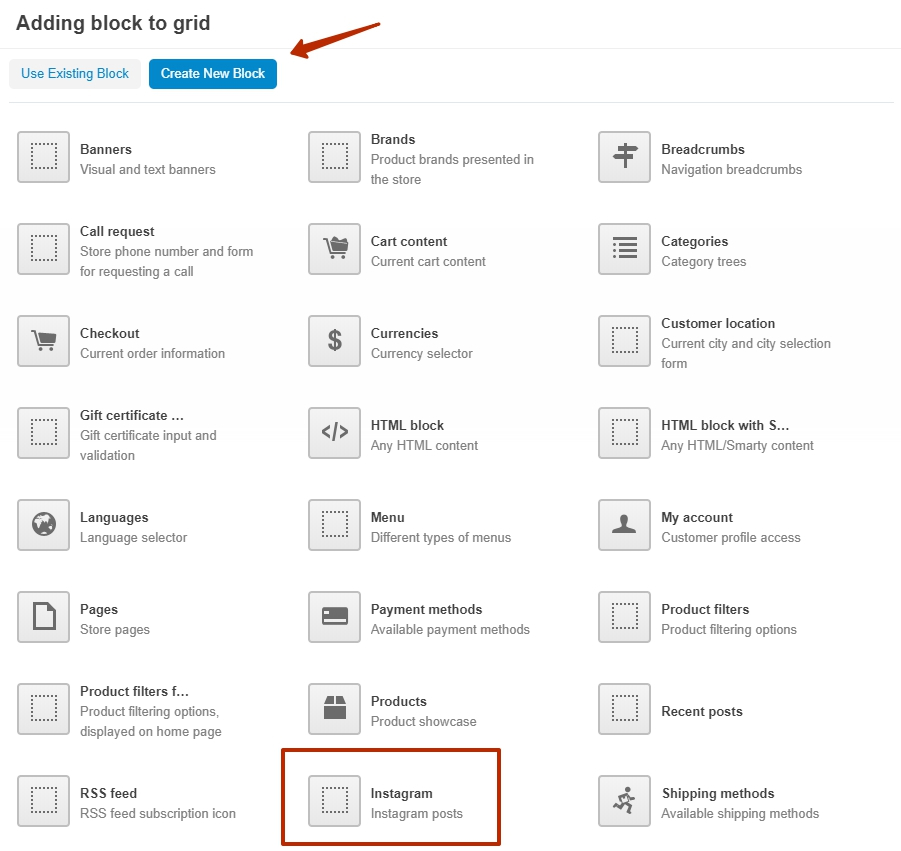 Adding block to grid
Use Existing Block
Create New Block
Banners
Visual and text banners
Brands
Product brands presented in
the store
Breadcrumbs
Navigation breadcrumbs
Call request
Store phone number and form
for requesting a call
Cart content
Current cart content
Categories
Category trees
Checkout
Current order information
Currencies
Currency selector
Customer location
Current city and city selection
form
Gift certificate ...
Gift certificate input and
validation
HTML block
Any HTML content
HTML block with S...
Any HTML/Smarty content
Languages
Language selector
Menu
Different types of menus
My account
Customer profile access
Pages
Store pages
Payment methods
Available payment methods
Product filters
Product filtering options
Product filters f...
Product filtering options,
displayed on home page
Products
Product showcase
Recent posts
RSS feed
RSS feed subscription icon
Instagram
Instagram posts
Shipping methods
Available shipping methods